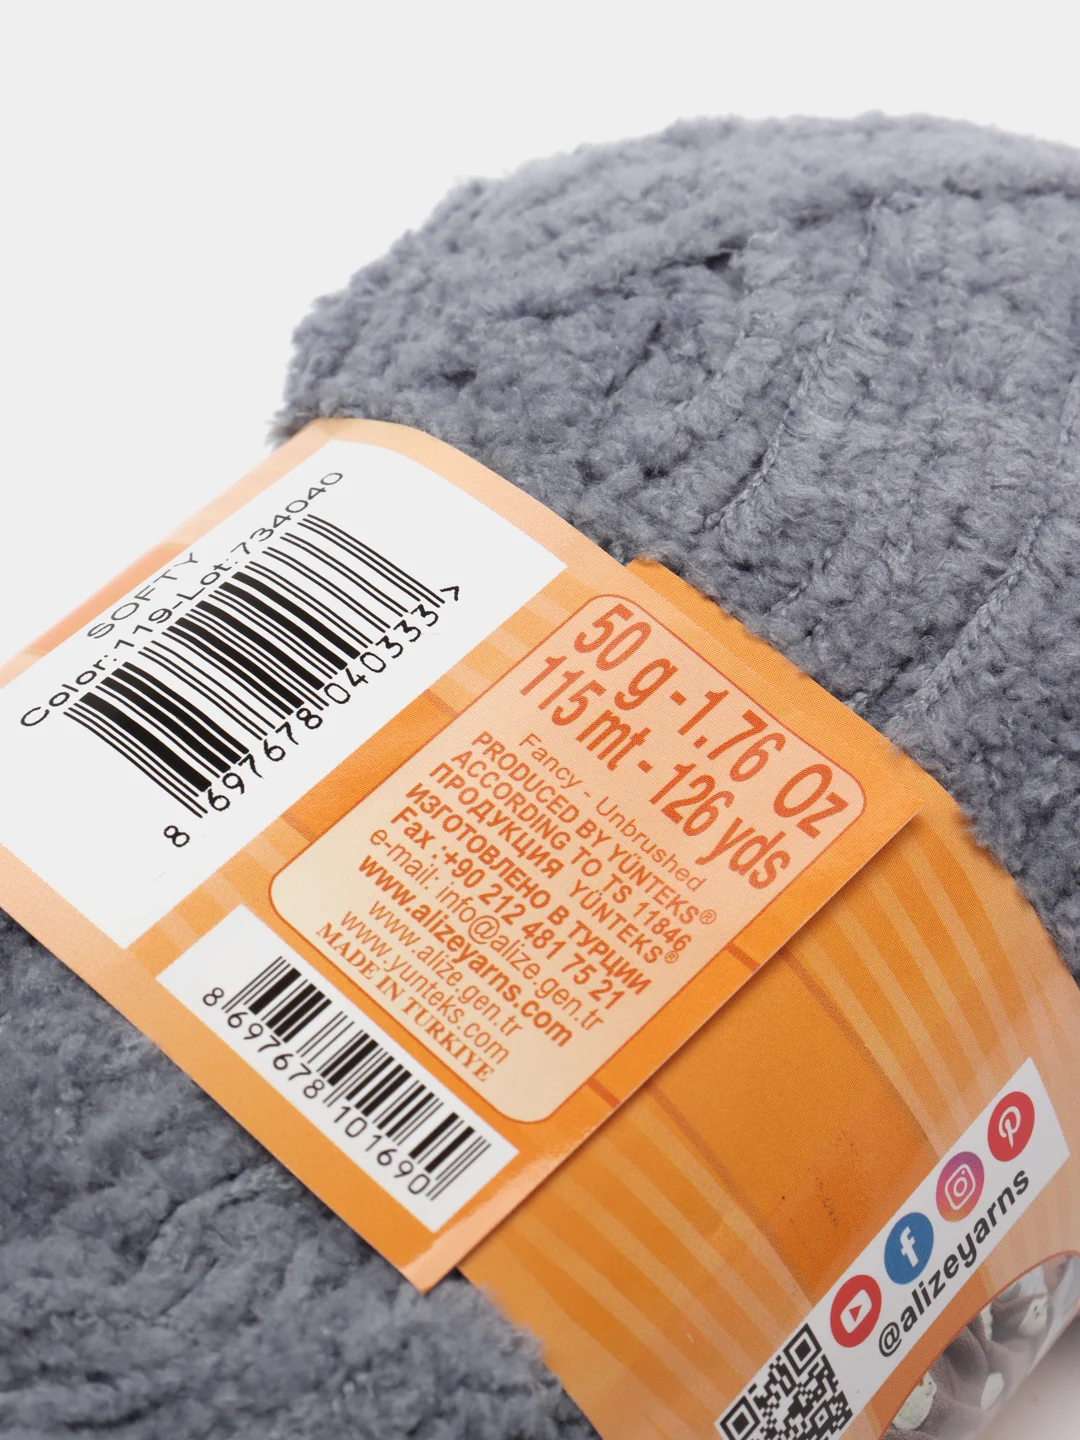 SOFTY
Color:119-Lot:734040
8 697678 040333 >
50 g - 1.76 Oz
115 mt - 126 yds
Fancy - Unbrushed
PRODUCED BY YÜNTEKS®
ACCORDING TO TS 11846
ПРОДУКЦИЯ YÜNTEKS®
ИЗГОТОВЛЕНО В ТУРЦИИ
Fax :+90 212 481 75 21
e-mail: info@alize.gen.tr
www.alizeyarns.com
www.alize.gen.tr
www.yunteks.com
MADE IN TURKIYE
8 697678 101690
@alizeyarns